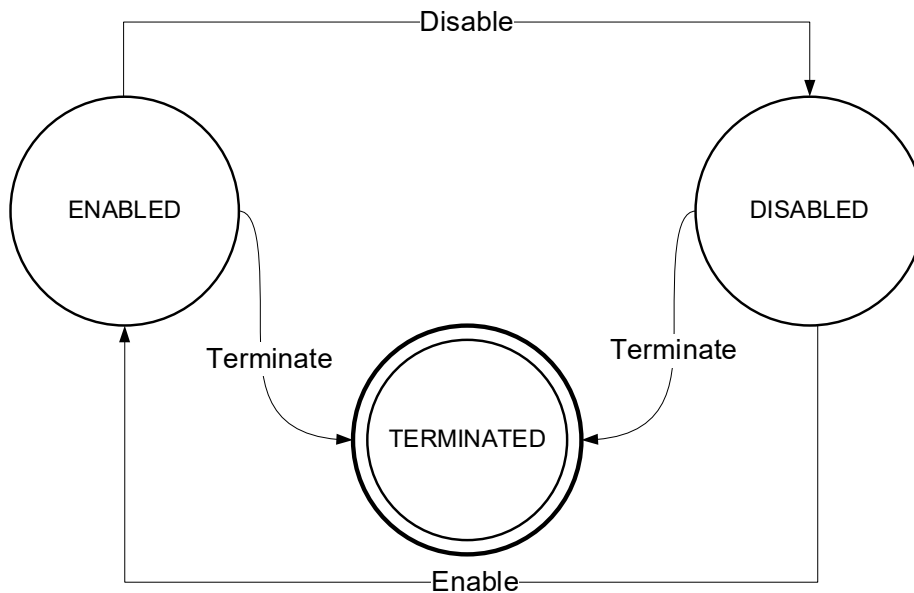 Disable
ENABLED
DISABLED
Terminate
Terminate
TERMINATED
Enable